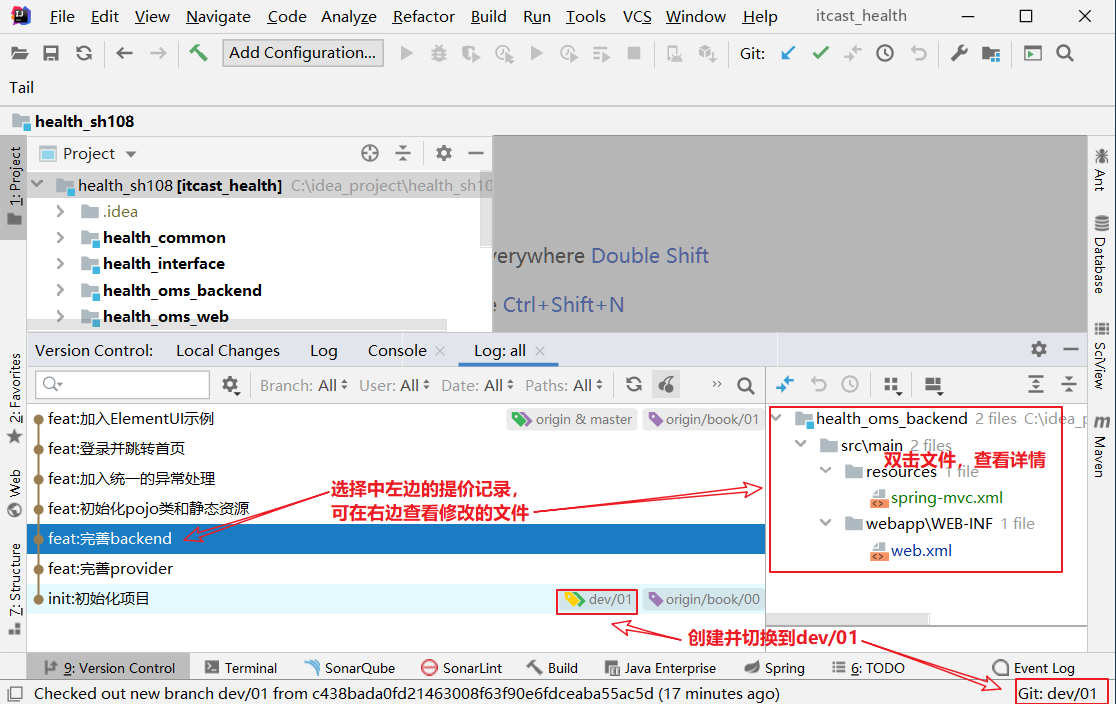 File Edit View Navigate Code Analyze Refactor Build Run Tools VCS Window Help itcast_health
Add Configuration... Git:
Tail
health_sh108
1: Project
Project
health_sh108 [itcast_health] C:\idea_project\health_sh10
.idea
health_common
health_interface
health_oms_backend
health_oms_web
verywhere Double Shift
Ctrl+Shift+N
Ant
Database
SciView
Maven
2: Favorites
Web
7: Structure
Version Control: Local Changes Log Console Log: all
Branch: All User: All Date: All Paths: All
feat:加入ElementUI示例 origin & master origin/book/01
feat:登录并跳转首页
feat:加入统一的异常处理
feat:初始化pojo类和静态资源
feat:完善backend
feat:完善provider
init:初始化项目 dev/01 origin/book/00
选择中左边的提价记录，
可在右边查看修改的文件
health_oms_backend 2 files C:\idea_p
src\main 2 files
双击文件，查看详情
resources 1 file
spring-mvc.xml
webapp\WEB-INF 1 file
web.xml
创建并切换到dev/01
9: Version Control Terminal SonarQube SonarLint Build Java Enterprise Spring 6: TODO Event Log
Checked out new branch dev/01 from c438bada0fd21463008f63f90e6fdceaba55ac5d (17 minutes ago) Git: dev/01